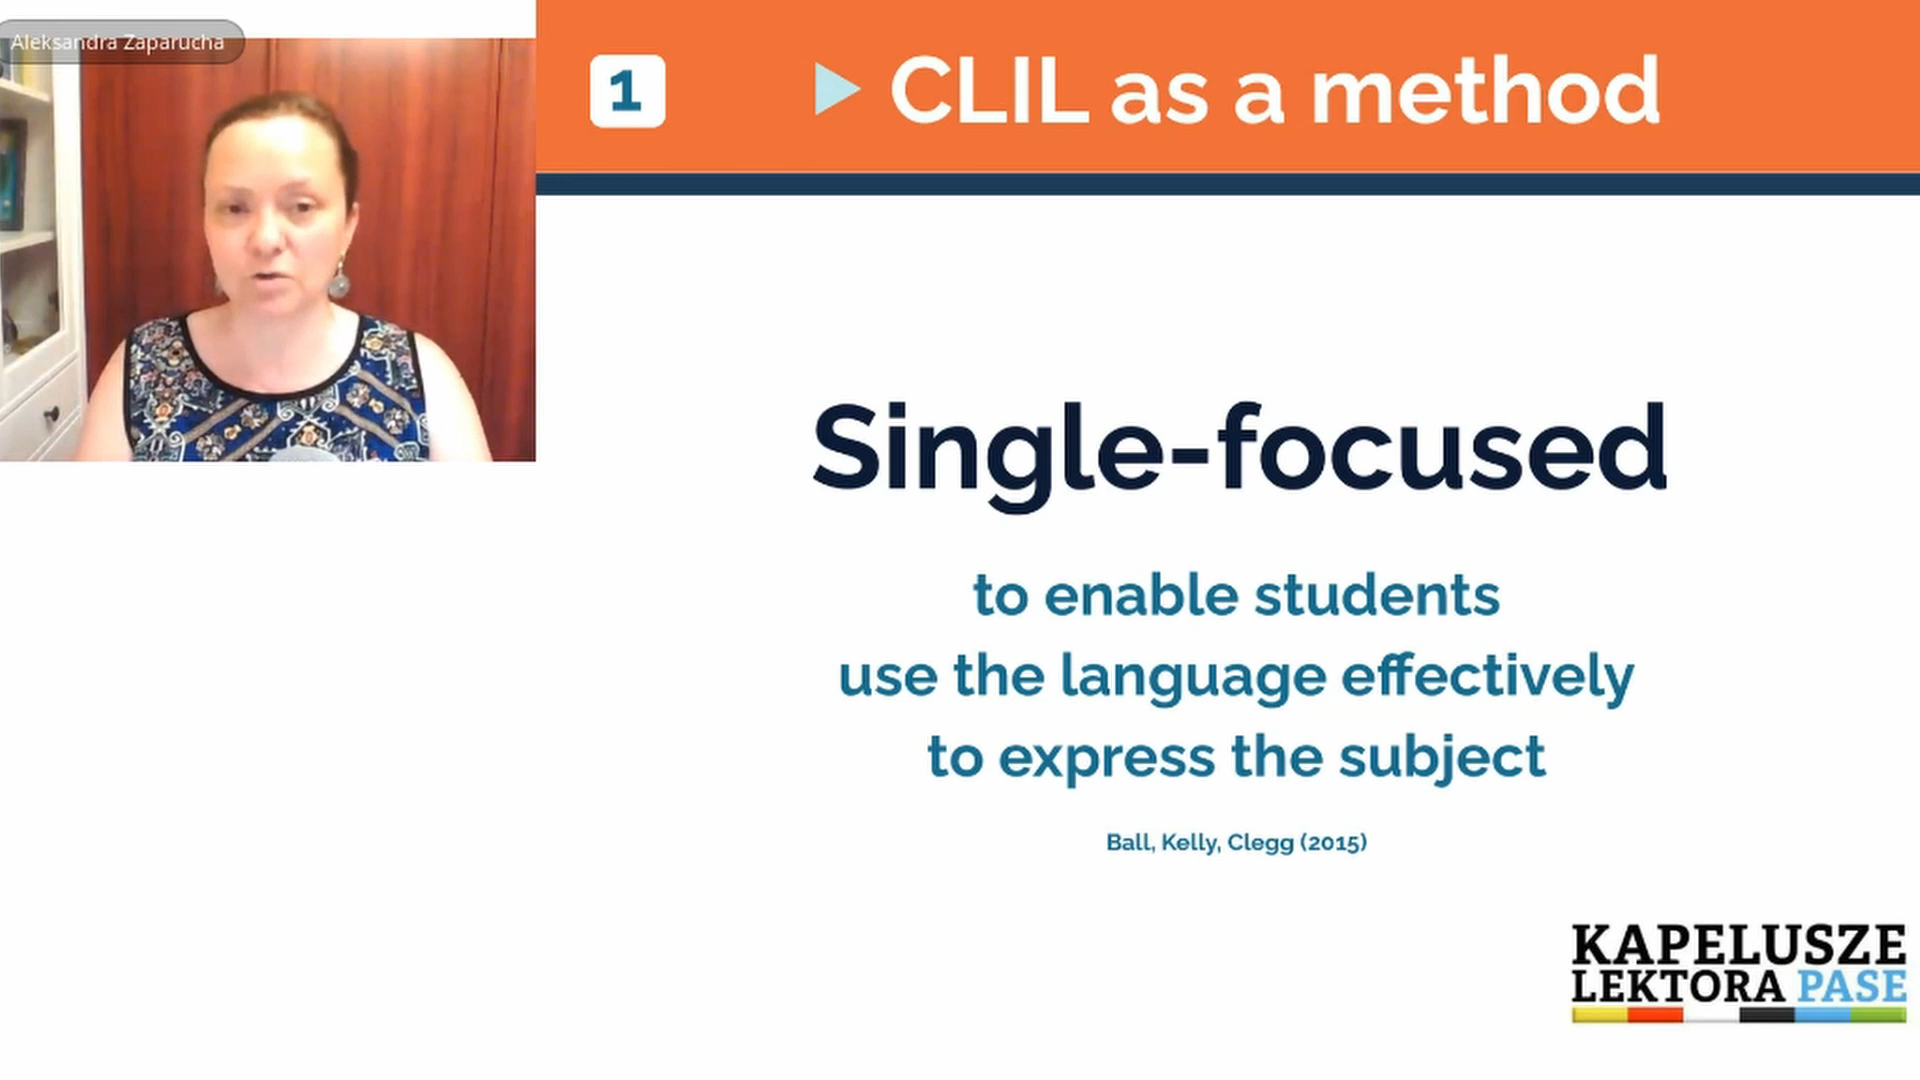 Aleksandra Zaparucha
1
CLIL as a method
Single-focused
to enable students
use the language effectively
to express the subject
Ball, Kelly, Clegg (2015)
KAPELUSZE
LEKTORA PASE